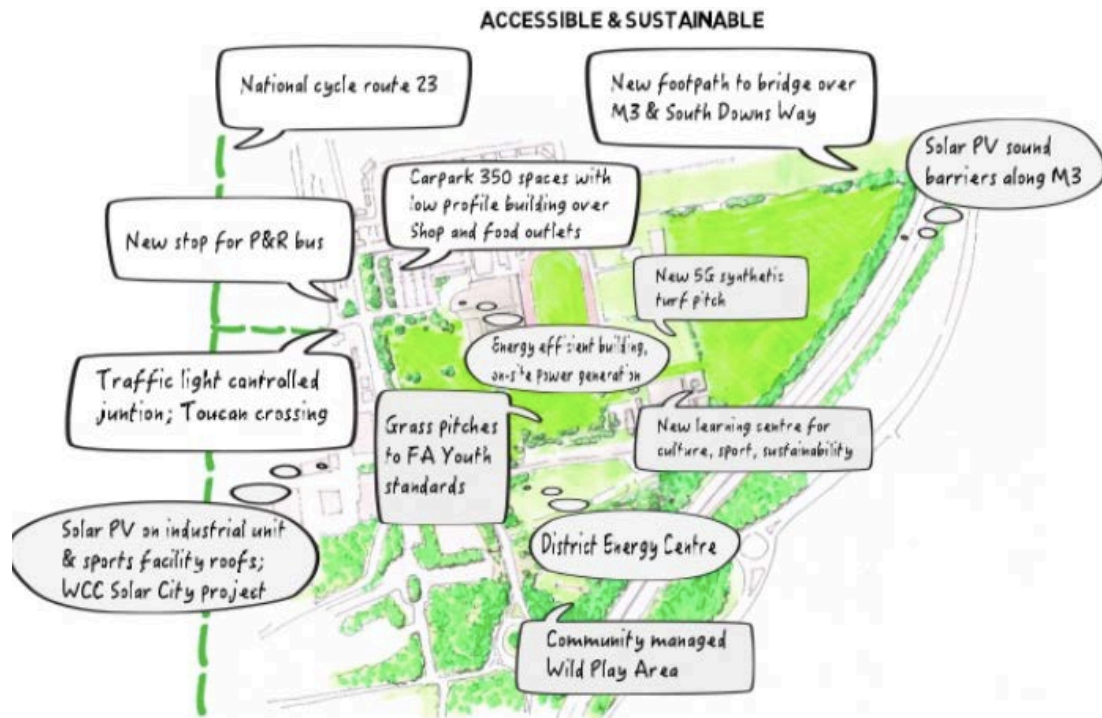 ACCESSIBLE & SUSTAINABLE
National cycle route 23
New footpath to bridge over
M3 & South Downs Way
Solar PV sound
barriers along M3
Carpark 350 spaces with
low profile building over
Shop and food outlets
New stop for P&R bus
New 5G synthetic
turf pitch
Energy efficient building,
on-site power generation
Traffic light controlled
juntion; Toucan crossing
Grass pitches
to FA Youth
standards
New learning centre for
culture, sport, sustainability
Solar PV on industrial unit
& sports facility roofs;
WCC Solar City project
District Energy Centre
Community managed
Wild Play Area